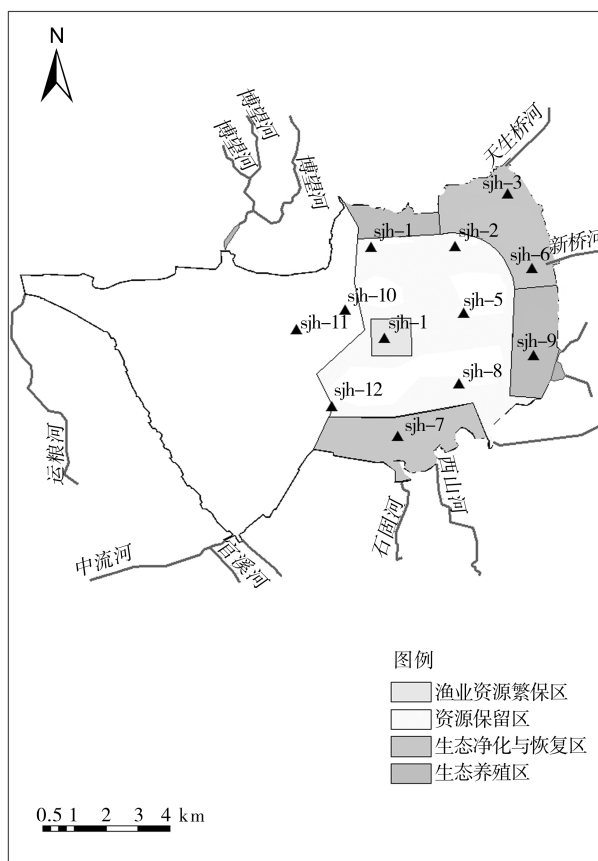 N
博望河
博望河
博望河
天生桥河
sjh-3
sjh-1
sjh-2
新桥河
sjh-6
sjh-10
sjh-5
sjh-11
sjh-1
sjh-9
sjh-8
sjh-12
sjh-7
运粮河
西山河
石固河
官溪河
中流河
图例
渔业资源繁保区
资源保留区
生态净化与恢复区
生态养殖区
0.5 1 2 3 4 km